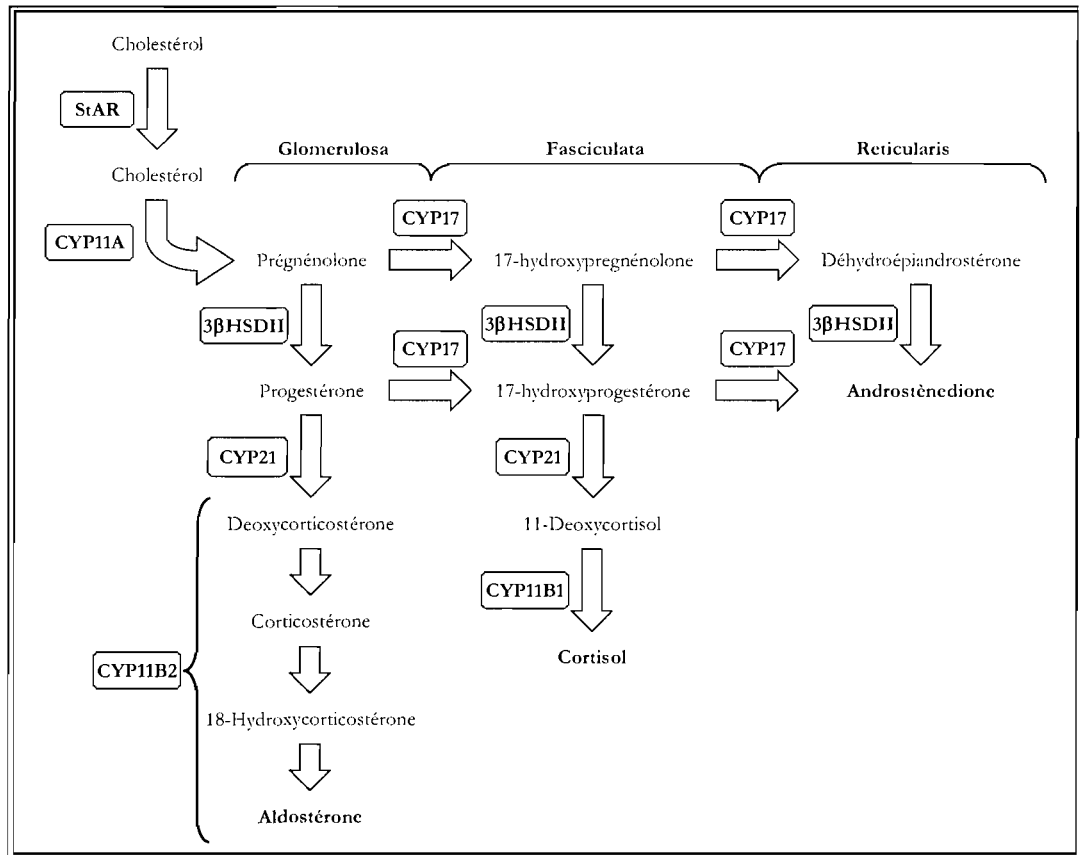 Cholestérol
StAR
Glomerulosa Fasciculata Reticularis
Cholestérol
CYP17 CYP17
CYP11A
Prégnénolone 17-hydroxypregnénolone Déhydroépiandrostérone
3βHSDII 3βHSDII 3βHSDII
CYP17 CYP17
Progestérone 17-hydroxyprogestérone Androstènedione
CYP21 CYP21
Deoxycorticostérone 11-Deoxycortisol
CYP11B1
Corticostérone
Cortisol
CYP11B2
18-Hydroxycorticostérone
Aldostérone